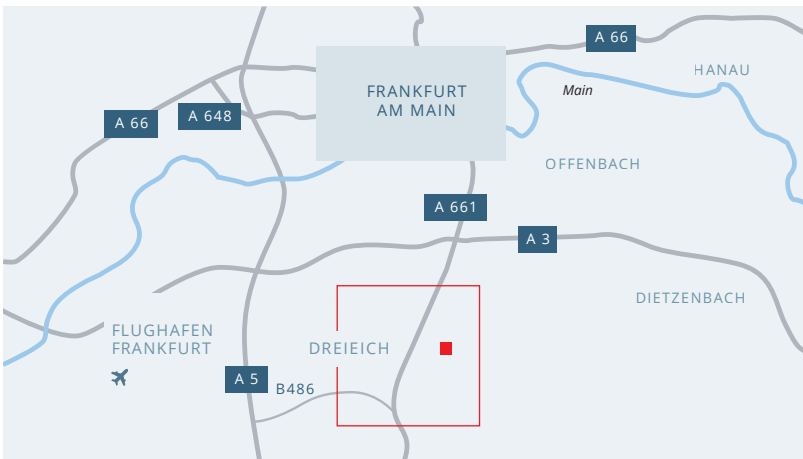 A 66
HANAU
Main
FRANKFURT
AM MAIN
A 66
A 648
OFFENBACH
A 661
A 3
DIETZENBACH
FLUGHAFEN
FRANKFURT
DREIEICH
A 5
B486